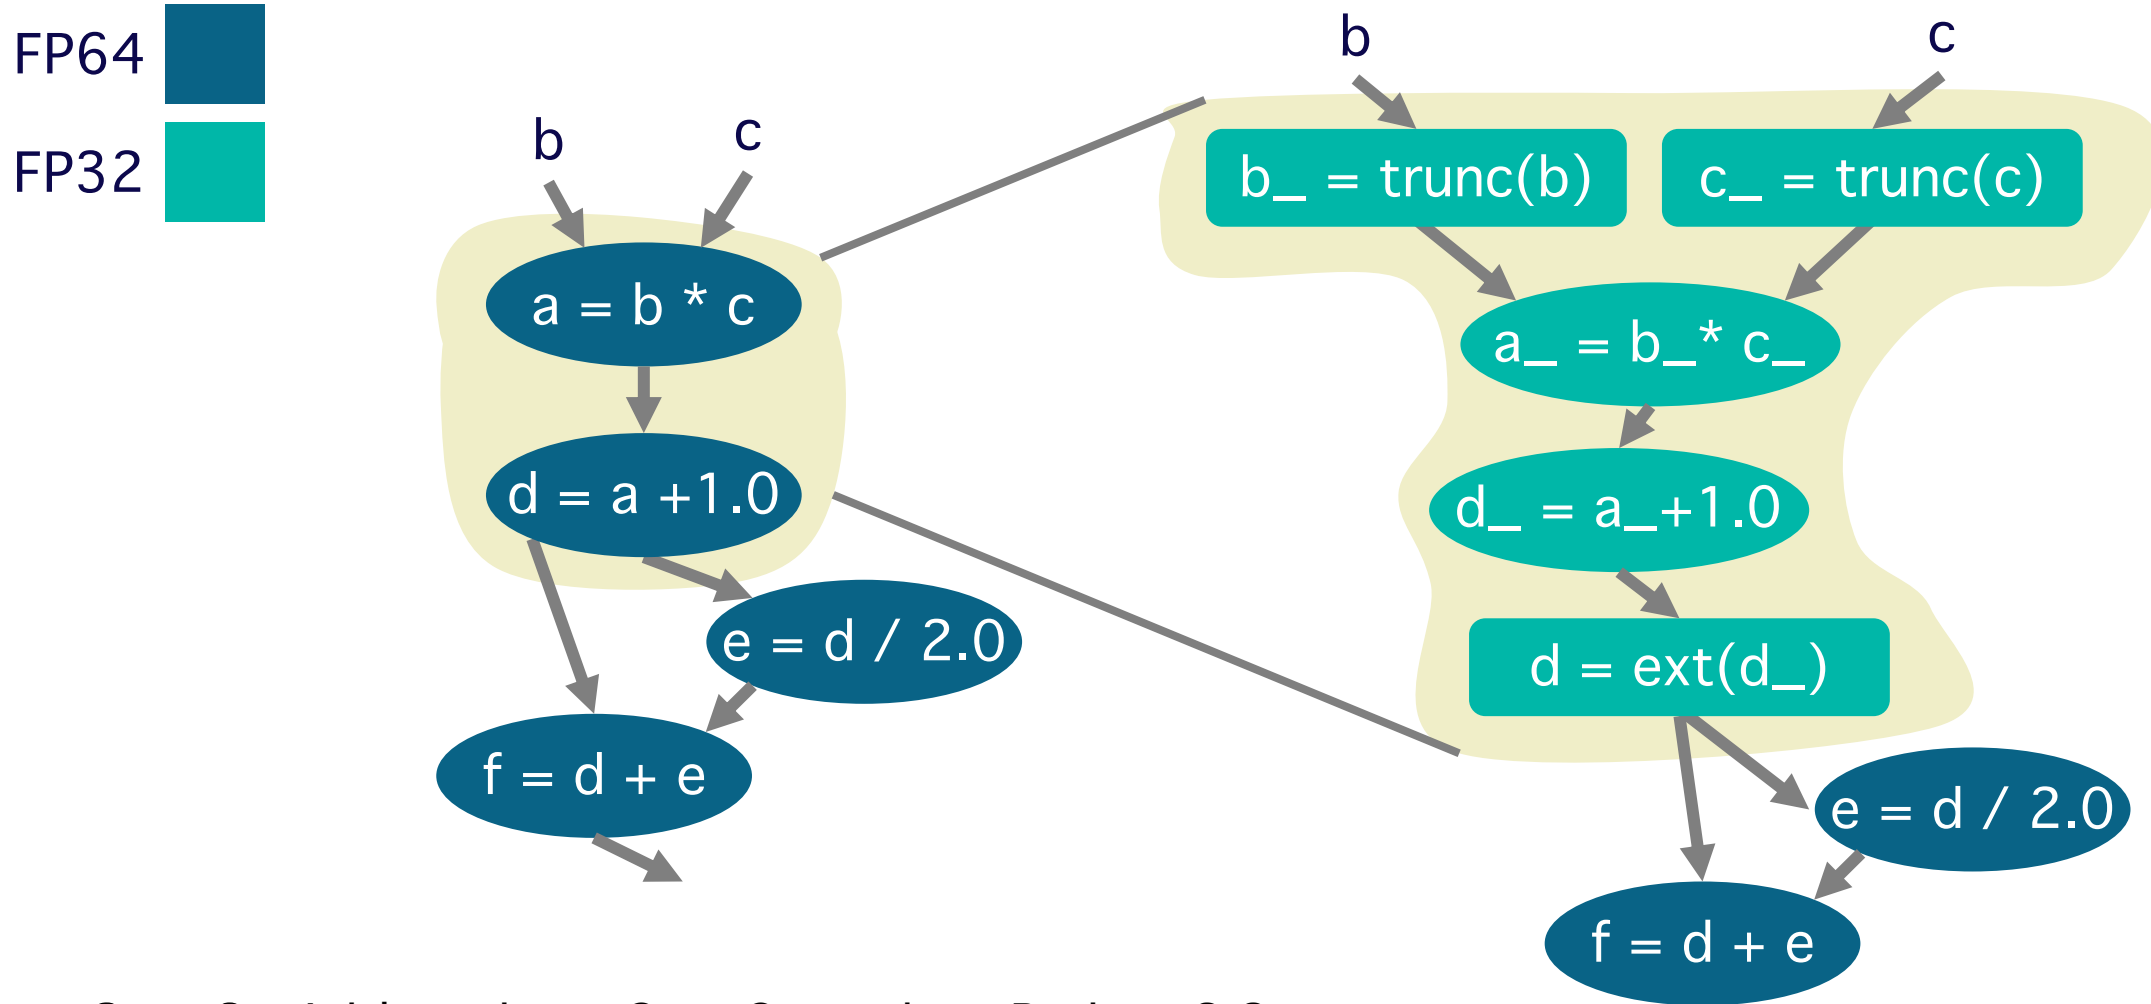 FP64
FP32
b
c
a = b * c
d = a +1.0
e = d / 2.0
f = d + e
b
c
b_ = trunc(b)
c_ = trunc(c)
a_ = b_* c_
d_ = a_+1.0
d = ext(d_)
e = d / 2.0
f = d + e